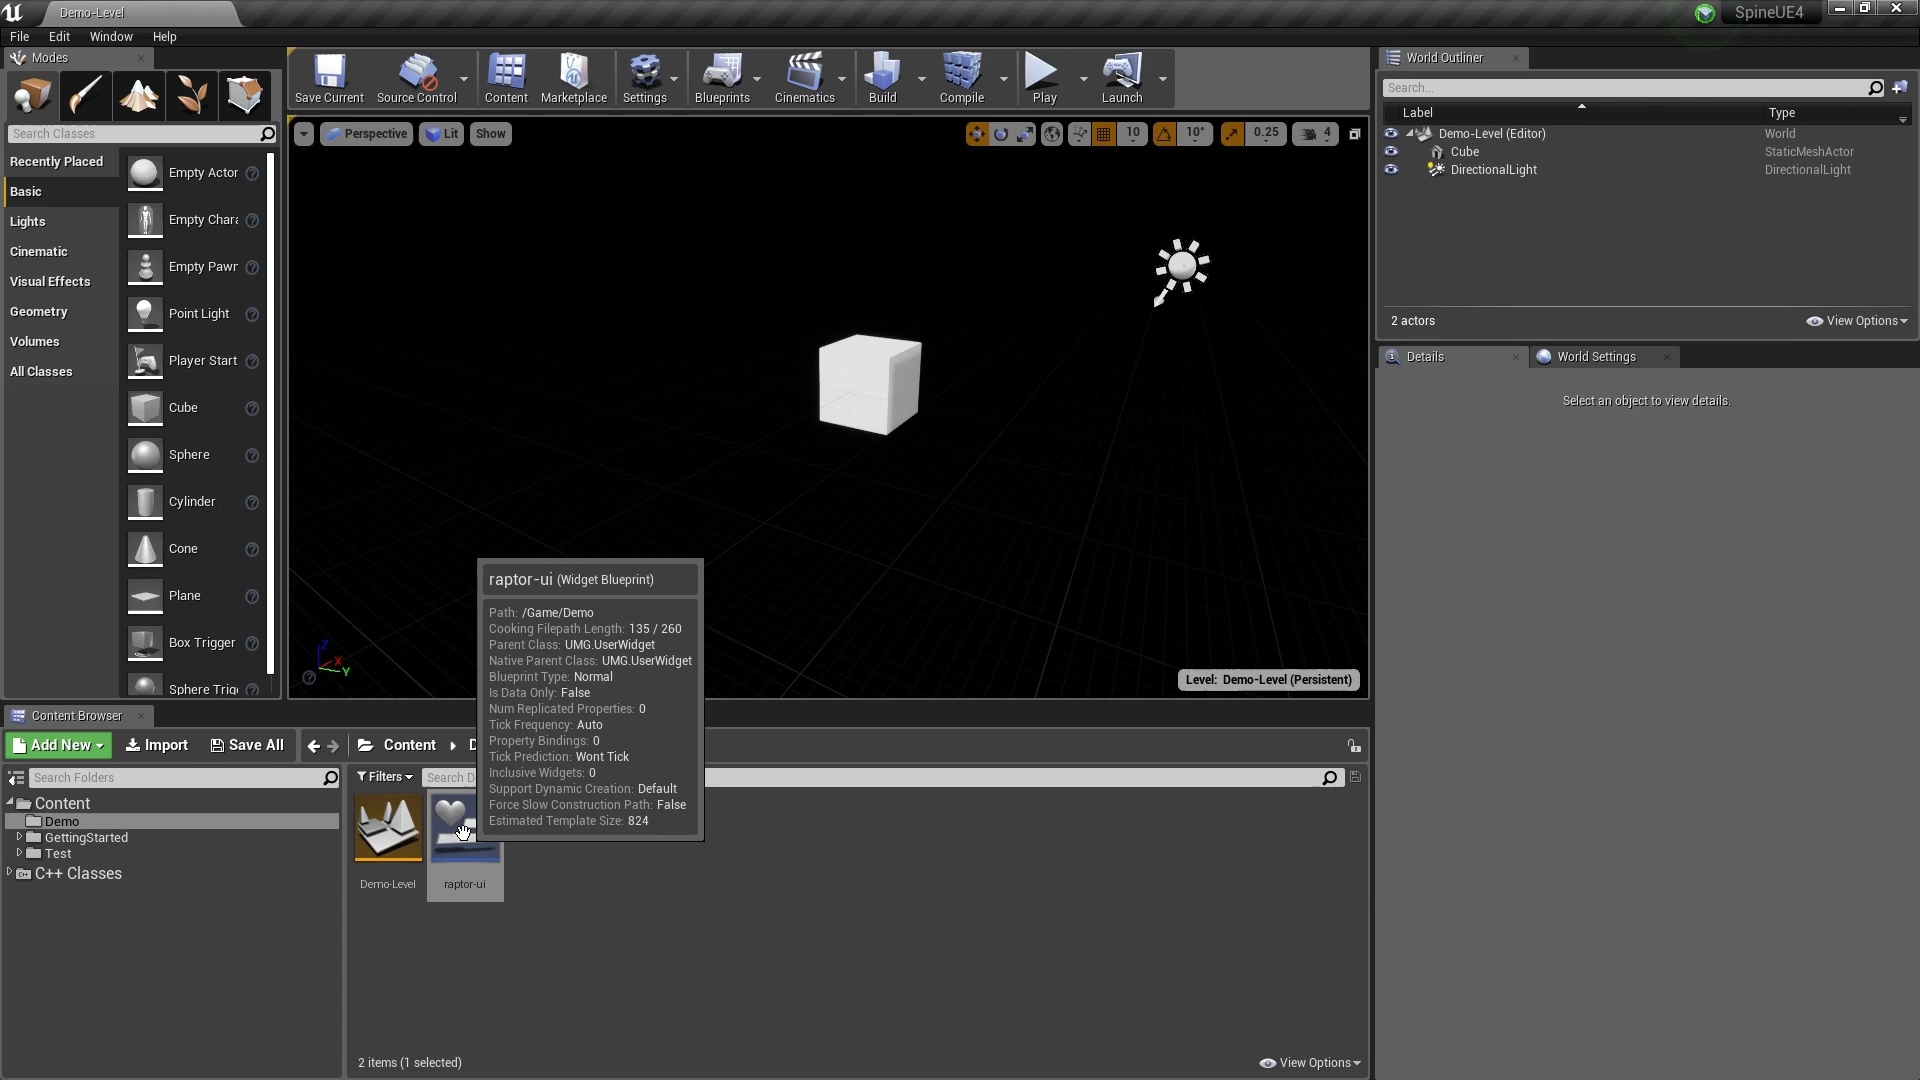 Demo-Level
SpineUE4
File Edit Window Help
Modes
Search Classes
Recently Placed
Basic
Lights
Cinematic
Visual Effects
Geometry
Volumes
All Classes
Empty Actor
Empty Chara
Empty Pawn
Point Light
Player Start
Cube
Sphere
Cylinder
Cone
Plane
Box Trigger
Sphere Trig
Save Current
Source Control
Content
Marketplace
Settings
Blueprints
Cinematics
Build
Compile
Play
Launch
Perspective
Lit
Show
10
10°
0.25
4
X
Y
Z
Level: Demo-Level (Persistent)
World Outliner
Search...
Label Type
Demo-Level (Editor) World
Cube StaticMeshActor
DirectionalLight DirectionalLight
2 actors
View Options
Details
World Settings
Select an object to view details.
raptor-ui (Widget Blueprint)
Path: /Game/Demo
Cooking Filepath Length: 135 / 260
Parent Class: UMG.UserWidget
Native Parent Class: UMG.UserWidget
Blueprint Type: Normal
Is Data Only: False
Num Replicated Properties: 0
Tick Frequency: Auto
Property Bindings: 0
Tick Prediction: Wont Tick
Inclusive Widgets: 0
Support Dynamic Creation: Default
Force Slow Construction Path: False
Estimated Template Size: 824
Content Browser
Add New
Import
Save All
Content
D
Search Folders
Filters
Search D
Content
Demo
GettingStarted
Test
C++ Classes
Demo-Level
raptor-ui
2 items (1 selected)
View Options